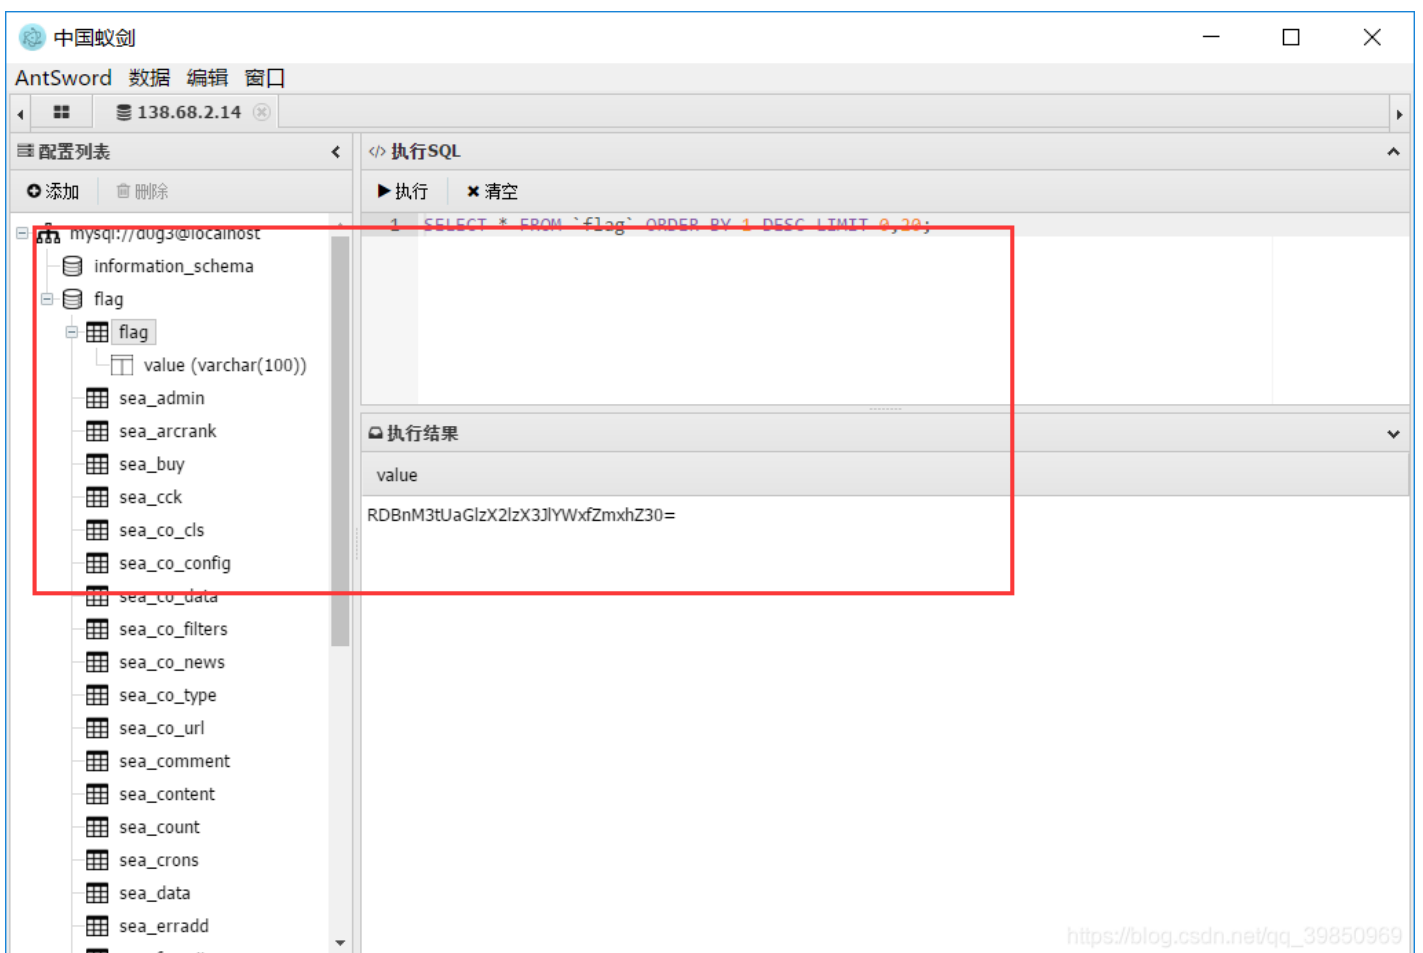 中国蚁剑
AntSword 数据 编辑 窗口
138.68.2.14
配置列表
添加 删除
mysql://d0g3@localhost
information_schema
flag
flag
value (varchar(100))
sea_admin
sea_arcrank
sea_buy
sea_cck
sea_co_cls
sea_co_config
sea_co_data
sea_co_filters
sea_co_news
sea_co_type
sea_co_url
sea_comment
sea_content
sea_count
sea_crons
sea_data
sea_erradd
</> 执行SQL
执行 清空
1 SELECT * FROM `flag` ORDER BY 1 DESC LIMIT 0,20;
执行结果
value
RDBnM3tUaGlzX2lzX3JlYWxfZmxhZ30=
https://blog.csdn.net/qq_39850969